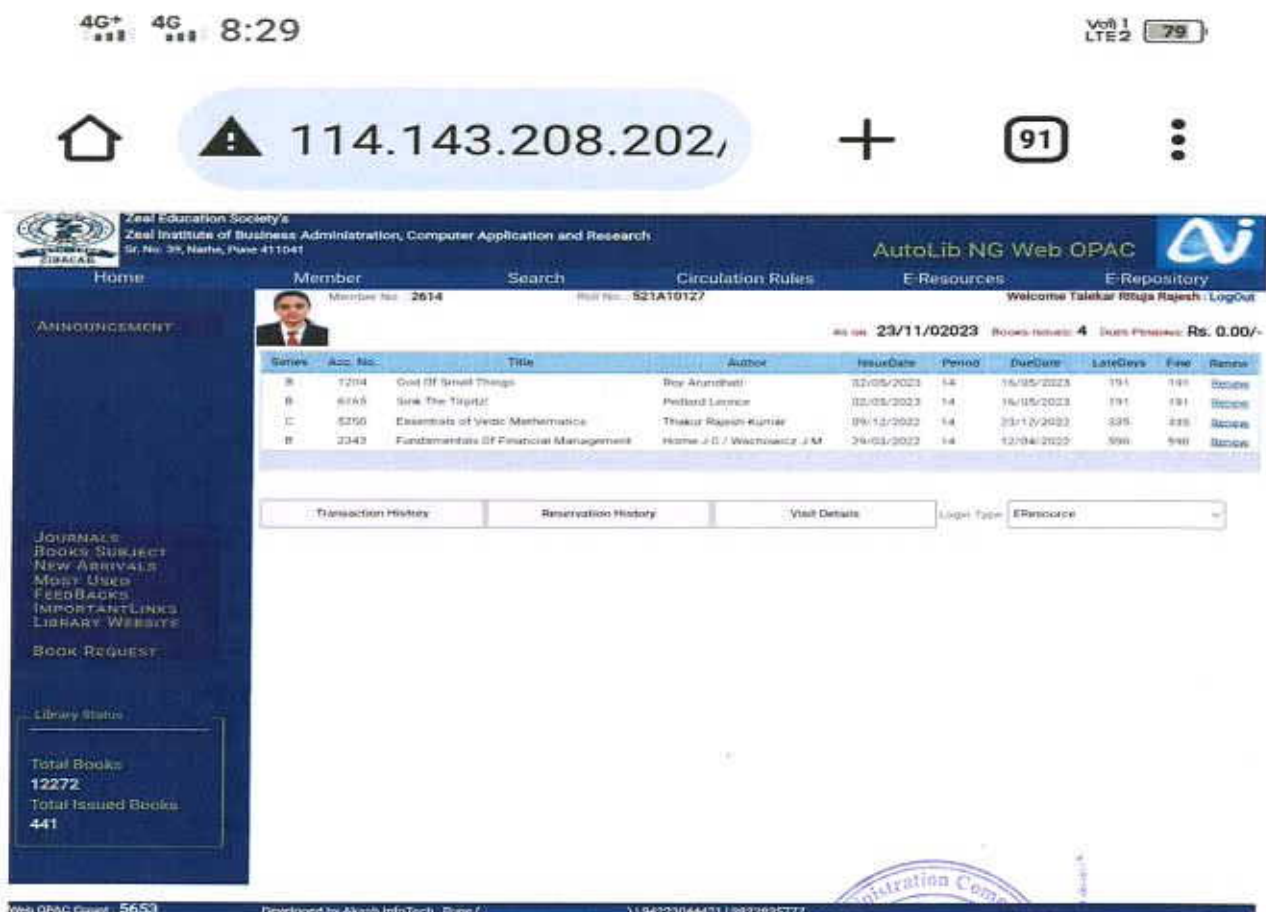 4G+ 4G 8:29 Vo)) 1 LTE 2 79
114.143.208.202/ 91
Zeal Education Society's
Zeal Institute of Business Administration, Computer Application and Research
Sr. No. 39, Narhe, Pune 411041
AutoLib NG Web OPAC
Home Member Search Circulation Rules E-Resources E-Repository
Member No 2614 Roll No. S21A10127 Welcome Talekar Rituja Rajesh LogOut
ANNOUNCEMENT
As on 23/11/02023 Books Issued 4 Dues Pending Rs. 0.00/-
Series Acc. No. Title Author IssueDate Period DueDate LateDays Fine Renew
B 1204 God Of Small Things Roy Arundhati 02/05/2023 14 16/05/2023 191 191 Renew
B Sink The Tirpitz! 02/05/2023 14 16/05/2023 191 191 Renew
C 5250 Essentials of Vedic Mathematics Thakur Rajesh Kumar 09/12/2022 14 23/12/2022 335 335 Renew
B 2343 Fundamentals Of Financial Management Horne J C / Wachowicz J M 29/03/2022 14 12/04/2022 590 590 Renew
Transaction History Reservation History Visit Details Login Type EResource
JOURNALS
BOOKS SUBJECT
NEW ARRIVALS
MOST USED
FEEDBACKS
IMPORTANTLINKS
LIBRARY WEBSITE
BOOK REQUEST
Library Status
Total Books
12272
Total Issued Books
441
istration Com
Web OPAC Count : 5653 Developed by Akash InfoTech, Pune